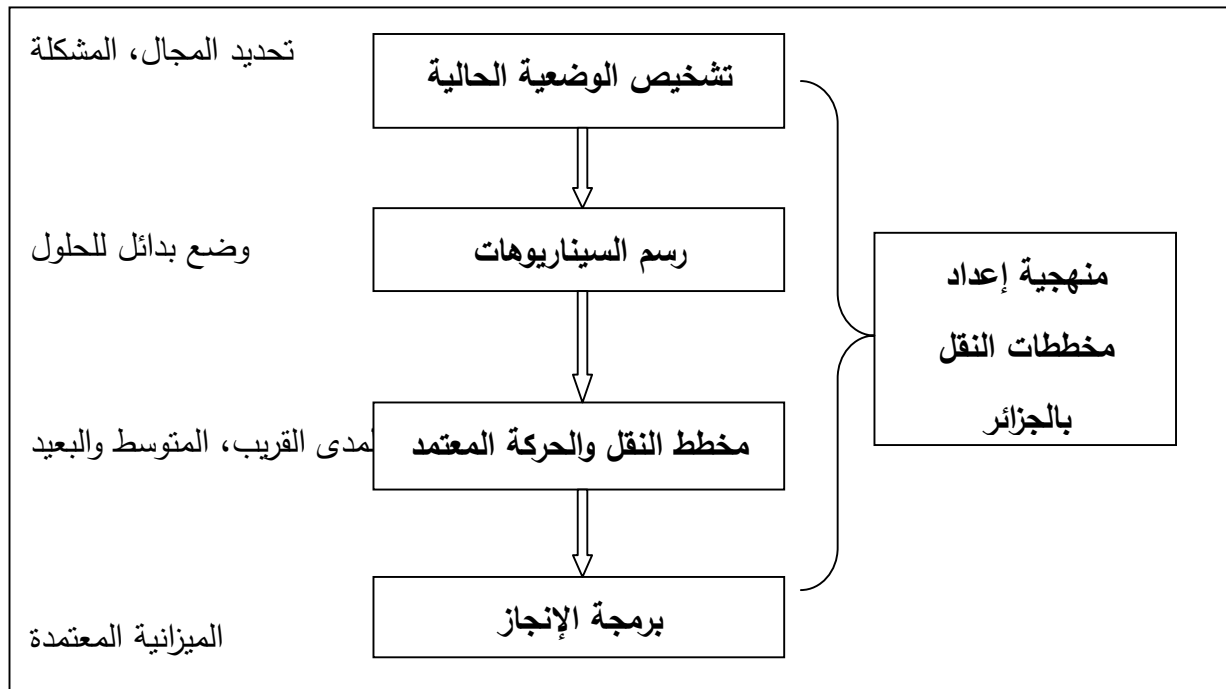 تحديد المجال، المشكلة
تشخيص الوضعية الحالية
وضع بدائل للحلول
رسم السيناريوهات
منهجية إعداد
مخططات النقل
بالجزائر
لمدى القريب، المتوسط والبعيد
مخطط النقل والحركة المعتمد
برمجة الإنجاز
الميزانية المعتمدة